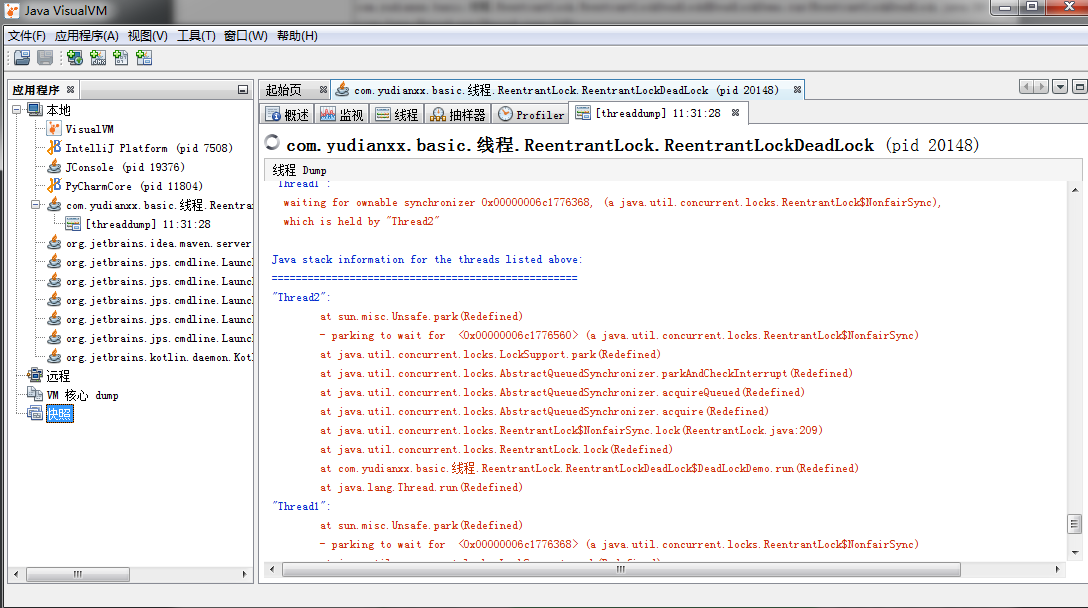 Java VisualVM
文件(F) 应用程序(A) 视图(V) 工具(T) 窗口(W) 帮助(H)
应用程序
本地
VisualVM
IntelliJ Platform (pid 7508)
JConsole (pid 19376)
PyCharmCore (pid 11804)
com.yudianxx.basic.线程.Reentra
[threaddump] 11:31:28
org.jetbrains.idea.maven.server
org.jetbrains.jps.cmdline.Launc
org.jetbrains.jps.cmdline.Launc
org.jetbrains.jps.cmdline.Launc
org.jetbrains.jps.cmdline.Launc
org.jetbrains.jps.cmdline.Launc
org.jetbrains.kotlin.daemon.Kotl
远程
VM 核心 dump
快照
起始页 com.yudianxx.basic.线程.ReentrantLock.ReentrantLockDeadLock (pid 20148)
概述 监视 线程 抽样器 Profiler [threaddump] 11:31:28
com.yudianxx.basic.线程.ReentrantLock.ReentrantLockDeadLock (pid 20148)
线程 Dump
"Thread1":
waiting for ownable synchronizer 0x00000006c1776368, (a java.util.concurrent.locks.ReentrantLock$NonfairSync),
which is held by "Thread2"
Java stack information for the threads listed above:
===================================================
"Thread2":
at sun.misc.Unsafe.park(Redefined)
- parking to wait for <0x00000006c1776560> (a java.util.concurrent.locks.ReentrantLock$NonfairSync)
at java.util.concurrent.locks.LockSupport.park(Redefined)
at java.util.concurrent.locks.AbstractQueuedSynchronizer.parkAndCheckInterrupt(Redefined)
at java.util.concurrent.locks.AbstractQueuedSynchronizer.acquireQueued(Redefined)
at java.util.concurrent.locks.AbstractQueuedSynchronizer.acquire(Redefined)
at java.util.concurrent.locks.ReentrantLock$NonfairSync.lock(ReentrantLock.java:209)
at java.util.concurrent.locks.ReentrantLock.lock(Redefined)
at com.yudianxx.basic.线程.ReentrantLock.ReentrantLockDeadLock$DeadLockDemo.run(Redefined)
at java.lang.Thread.run(Redefined)
"Thread1":
at sun.misc.Unsafe.park(Redefined)
- parking to wait for <0x00000006c1776368> (a java.util.concurrent.locks.ReentrantLock$NonfairSync)